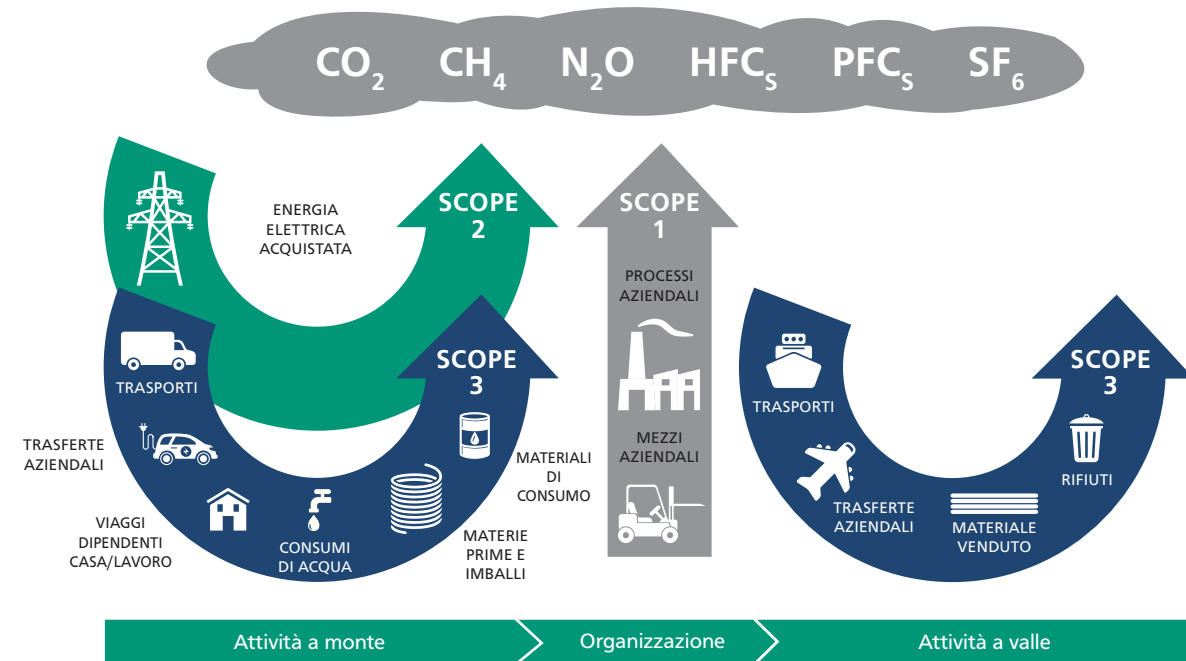 CO2 CH4 N2O HFCS PFCS SF6
ENERGIA
ELETTRICA
ACQUISTATA
SCOPE
2
SCOPE
1
PROCESSI
AZIENDALI
MEZZI
AZIENDALI
TRASPORTI
TRASFERTE
AZIENDALI
VIAGGI
DIPENDENTI
CASA/LAVORO
CONSUMI
DI ACQUA
MATERIE
PRIME E
IMBALLI
MATERIALI
DI
CONSUMO
SCOPE
3
TRASPORTI
TRASFERTE
AZIENDALI
MATERIALE
VENDUTO
RIFIUTI
SCOPE
3
Attività a monte
Organizzazione
Attività a valle